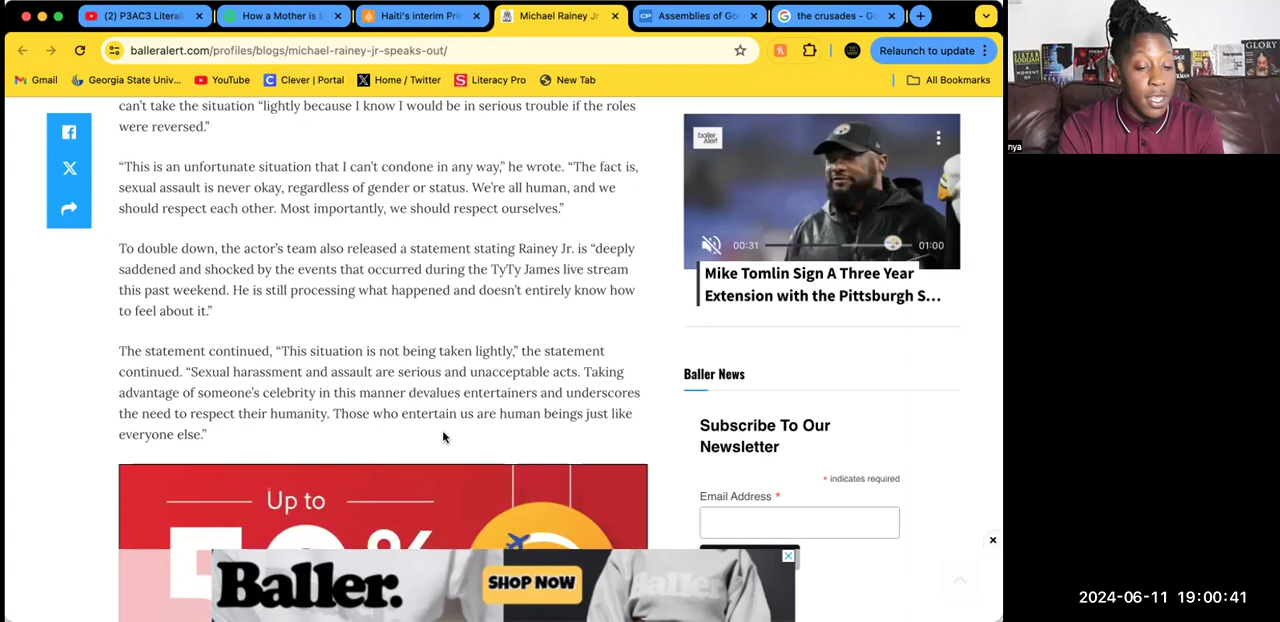 (2) P3AC3 Literall
How a Mother is E
Haiti's interim Prim
Michael Rainey Jr
Assemblies of Go
the crusades - Go
balleralert.com/profiles/blogs/michael-rainey-jr-speaks-out/
Relaunch to update
Gmail
Georgia State Univ...
YouTube
Clever | Portal
Home / Twitter
Literacy Pro
New Tab
All Bookmarks
can't take the situation “lightly because I know I would be in serious trouble if the roles
were reversed.”
“This is an unfortunate situation that I can't condone in any way,” he wrote. “The fact is,
sexual assault is never okay, regardless of gender or status. We're all human, and we
should respect each other. Most importantly, we should respect ourselves.”
To double down, the actor's team also released a statement stating Rainey Jr. is “deeply
saddened and shocked by the events that occurred during the TyTy James live stream
this past weekend. He is still processing what happened and doesn't entirely know how
to feel about it.”
The statement continued, “This situation is not being taken lightly,” the statement
continued. “Sexual harassment and assault are serious and unacceptable acts. Taking
advantage of someone's celebrity in this manner devalues entertainers and underscores
the need to respect their humanity. Those who entertain us are human beings just like
everyone else.”
Up to
Baller.
SHOP NOW
baller
Alert
00:31
01:00
Mike Tomlin Sign A Three Year
Extension with the Pittsburgh S...
Baller News
Subscribe To Our
Newsletter
* indicates required
Email Address *
GLORY
nya
2024-06-11 19:00:41